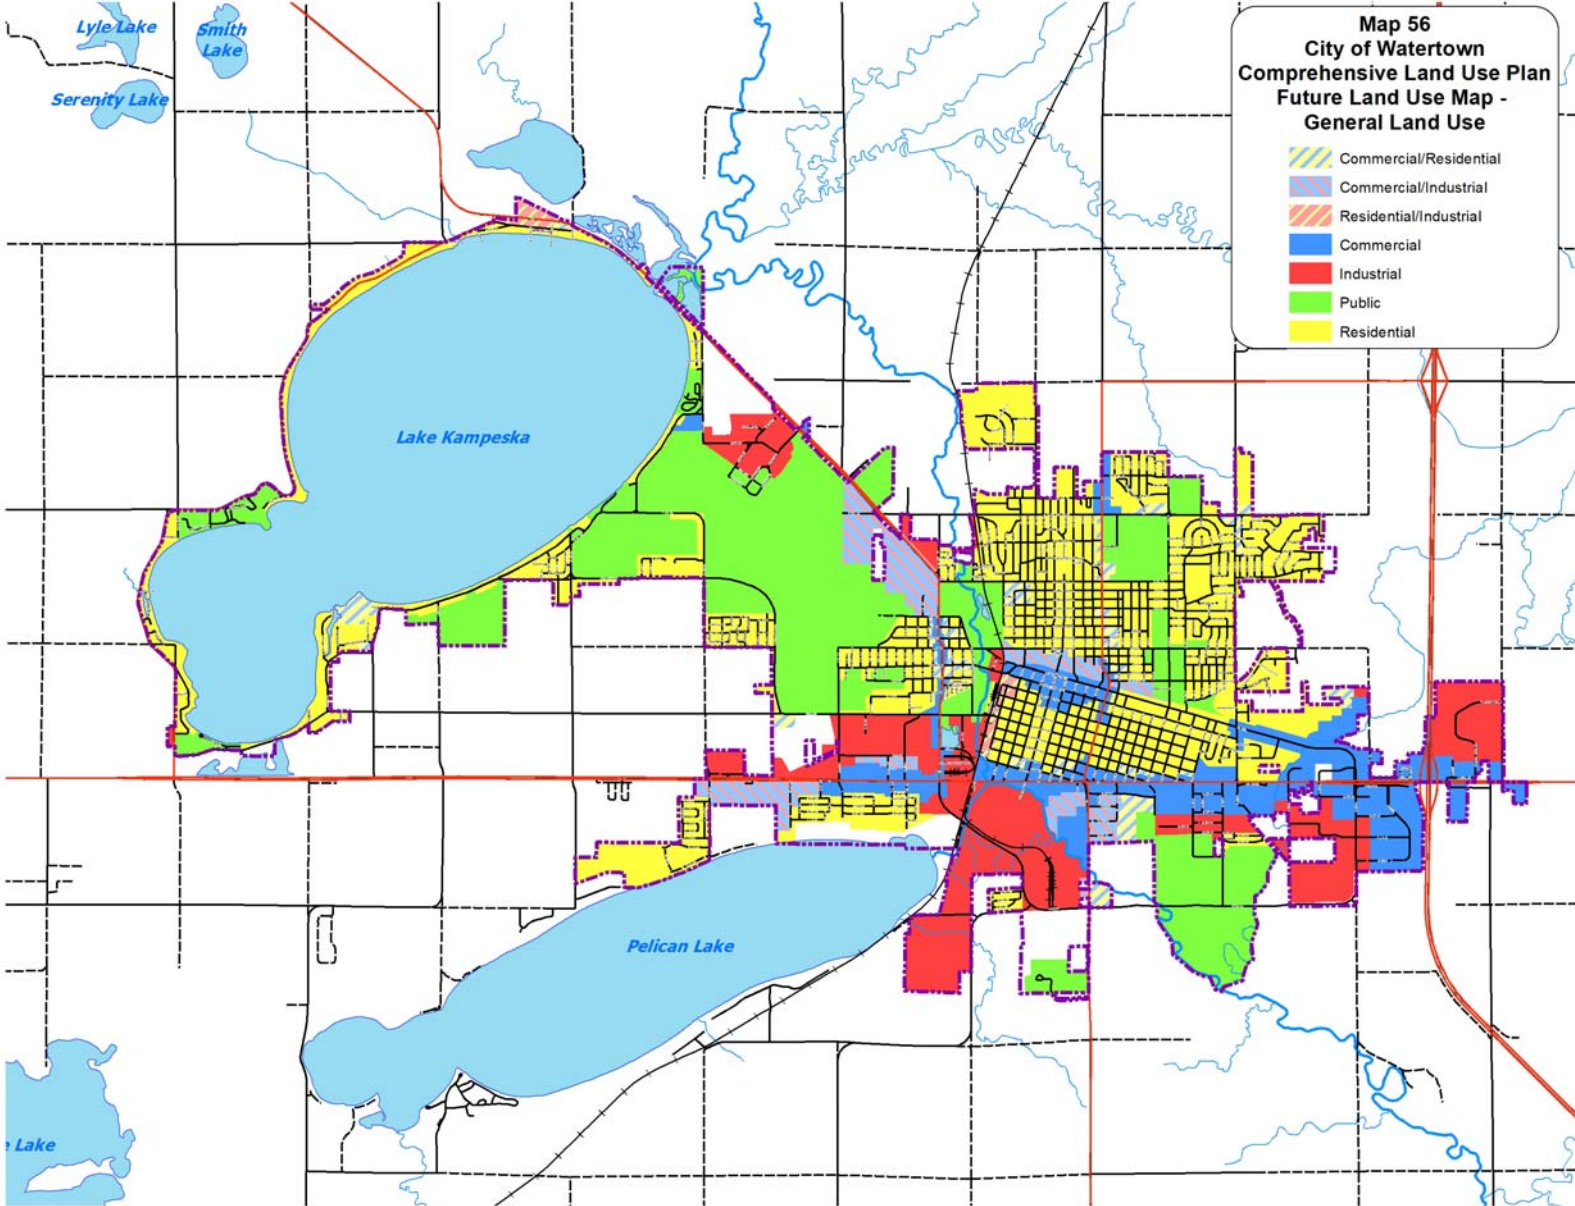 Lyle Lake
Smith
Lake
Serenity Lake
Map 56
City of Watertown
Comprehensive Land Use Plan
Future Land Use Map -
General Land Use
Commercial/Residential
Commercial/Industrial
Residential/Industrial
Commercial
Industrial
Public
Residential
Lake Kampeska
Pelican Lake
e Lake